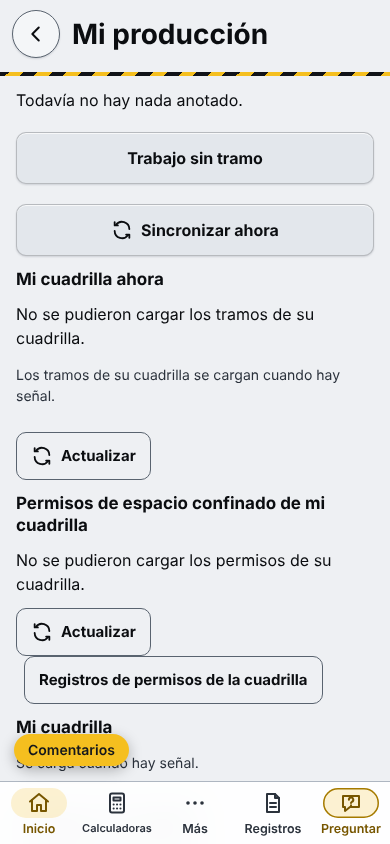 Mi producción
Todavía no hay nada anotado.
Trabajo sin tramo
Sincronizar ahora
Mi cuadrilla ahora
No se pudieron cargar los tramos de su
cuadrilla.
Los tramos de su cuadrilla se cargan cuando hay
señal.
Actualizar
Permisos de espacio confinado de mi
cuadrilla
No se pudieron cargar los permisos de su
cuadrilla.
Actualizar
Registros de permisos de la cuadrilla
Mi cuadrilla
Comentarios
Se carga cuando hay señal.
Inicio
Calculadoras
Más
Registros
Preguntar